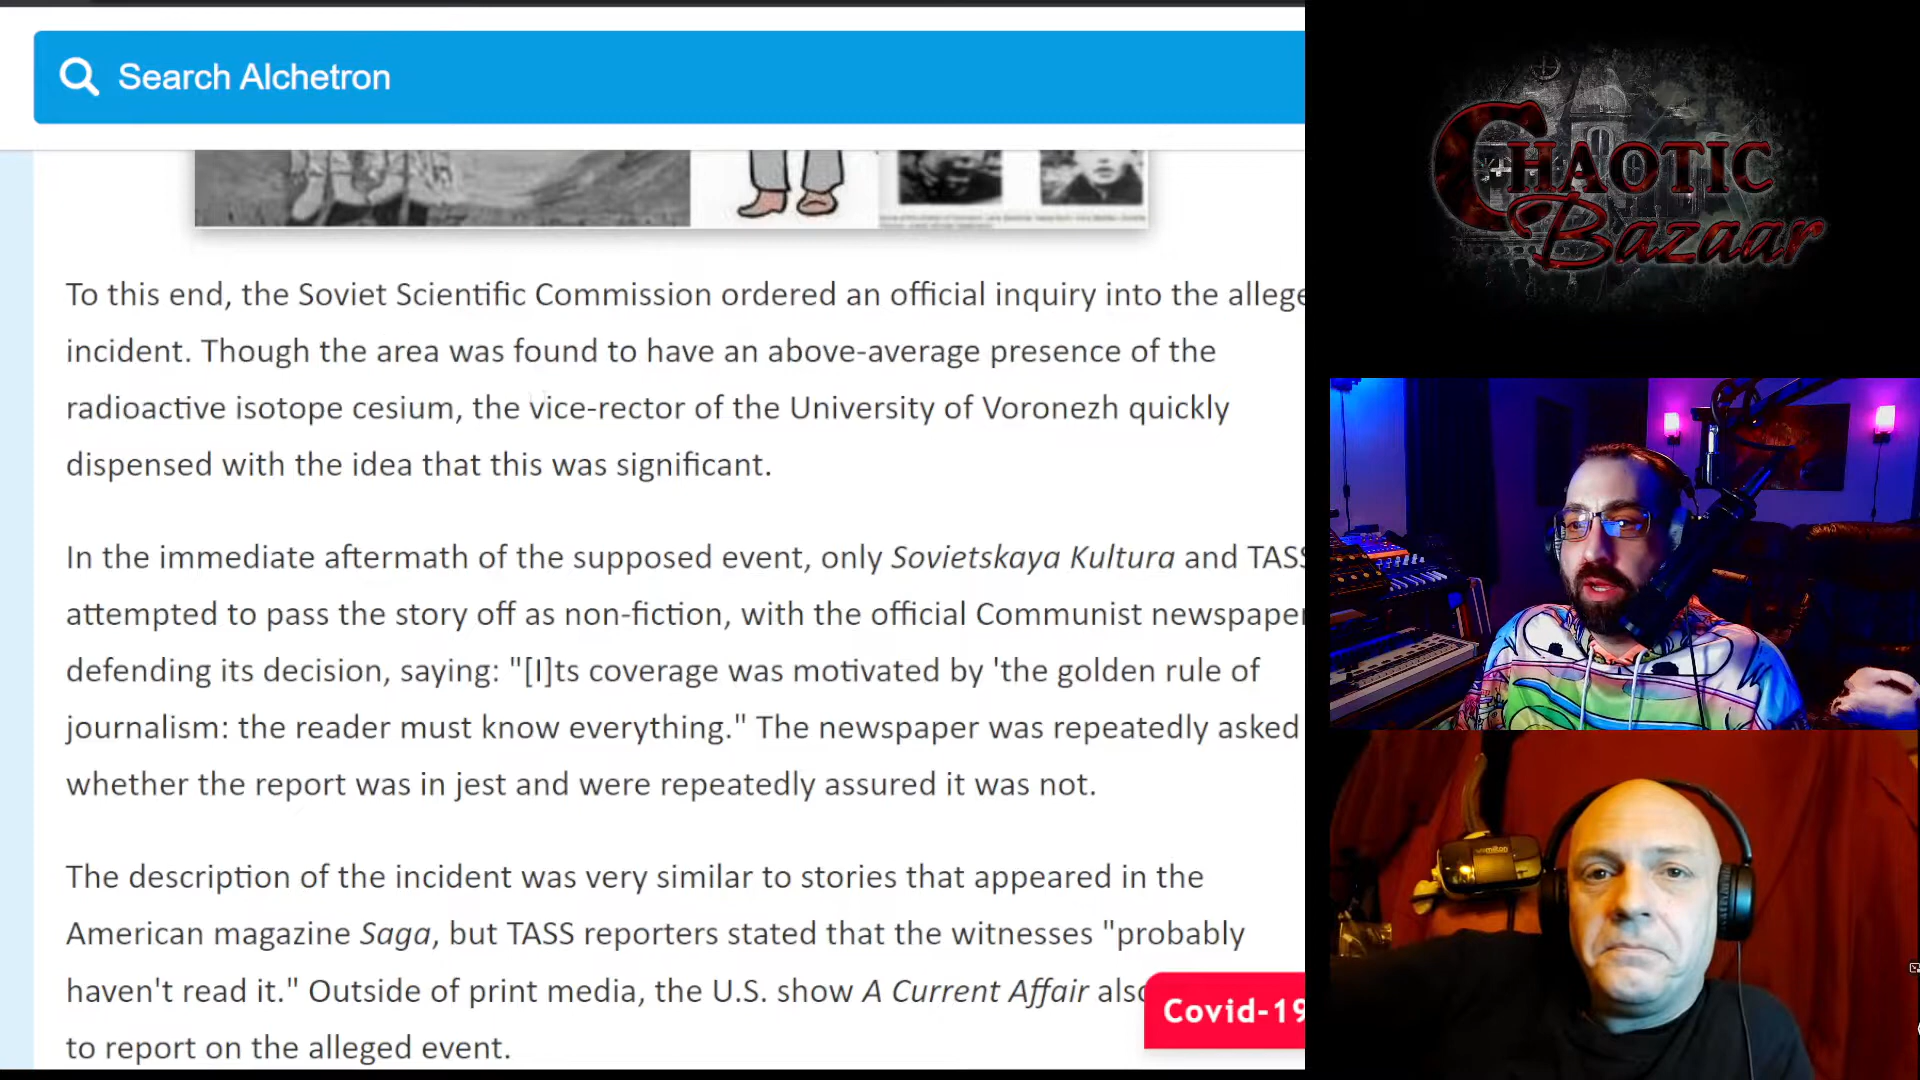 Search Alchetron
CHAOTIC
Bazaar
To this end, the Soviet Scientific Commission ordered an official inquiry into the allege
incident. Though the area was found to have an above-average presence of the
radioactive isotope cesium, the vice-rector of the University of Voronezh quickly
dispensed with the idea that this was significant.
In the immediate aftermath of the supposed event, only Sovietskaya Kultura and TASS
attempted to pass the story off as non-fiction, with the official Communist newspaper
defending its decision, saying: "[I]ts coverage was motivated by 'the golden rule of
journalism: the reader must know everything." The newspaper was repeatedly asked
whether the report was in jest and were repeatedly assured it was not.
The description of the incident was very similar to stories that appeared in the
American magazine Saga, but TASS reporters stated that the witnesses "probably
haven't read it." Outside of print media, the U.S. show A Current Affair also
to report on the alleged event.
Covid-19